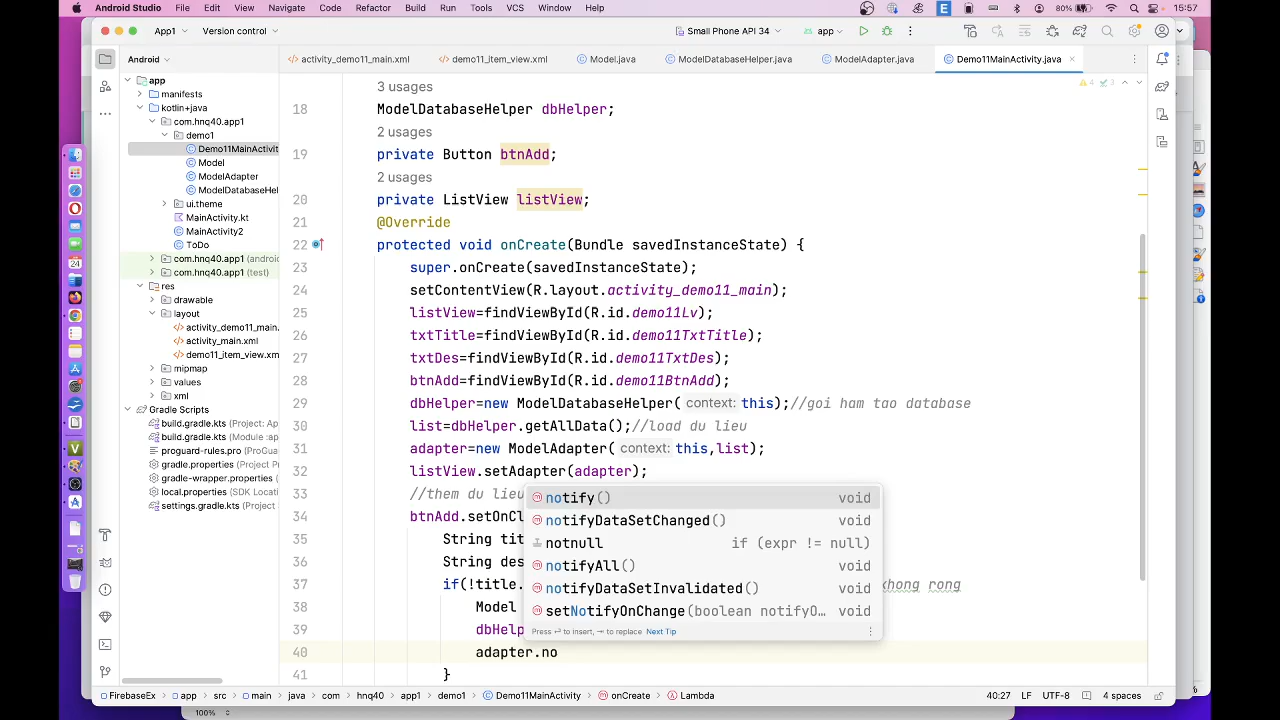 Android Studio File Edit View Navigate Code Refactor Build Run Tools VCS Window Help 80% 15:57
App1 Version control Small Phone API 34 app
Android activity_demo11_main.xml demo11_item_view.xml Model.java ModelDatabaseHelper.java ModelAdapter.java Demo11MainActivity.java
app
manifests
kotlin+java
com.hnq40.app1
demo1
Demo11MainActivit
Model
ModelAdapter
ModelDatabaseHel
ui.theme
MainActivity.kt
MainActivity2
ToDo
com.hnq40.app1 (androi
com.hnq40.app1 (test)
res
drawable
layout
activity_demo11_main.
activity_main.xml
demo11_item_view.xm
mipmap
values
xml
Gradle Scripts
build.gradle.kts (Project: Ap
build.gradle.kts (Module :ap
proguard-rules.pro (ProGua
gradle.properties (Project P
gradle-wrapper.properties
local.properties (SDK Locati
settings.gradle.kts (Project
3 usages
18 ModelDatabaseHelper dbHelper;
2 usages
19 private Button btnAdd;
2 usages
20 private ListView listView;
21 @Override
22 protected void onCreate(Bundle savedInstanceState) {
23 super.onCreate(savedInstanceState);
24 setContentView(R.layout.activity_demo11_main);
25 listView=findViewById(R.id.demo11Lv);
26 txtTitle=findViewById(R.id.demo11TxtTitle);
27 txtDes=findViewById(R.id.demo11TxtDes);
28 btnAdd=findViewById(R.id.demo11BtnAdd);
29 dbHelper=new ModelDatabaseHelper( context: this);//goi ham tao database
30 list=dbHelper.getAllData();//load du lieu
31 adapter=new ModelAdapter( context: this,list);
32 listView.setAdapter(adapter);
33 //them du lieu
34 btnAdd.setOnCl
35 String tit
36 String des
37 if(!title. khong rong
38 Model
39 dbHelp
40 adapter.no
41 }
notify() void
notifyDataSetChanged() void
notnull if (expr != null)
notifyAll() void
notifyDataSetInvalidated() void
setNotifyOnChange(boolean notifyO… void
Press ⏎ to insert, ⇥ to replace Next Tip
FirebaseEx app src main java com hnq40 app1 demo1 Demo11MainActivity onCreate Lambda 40:27 LF UTF-8 4 spaces
100%